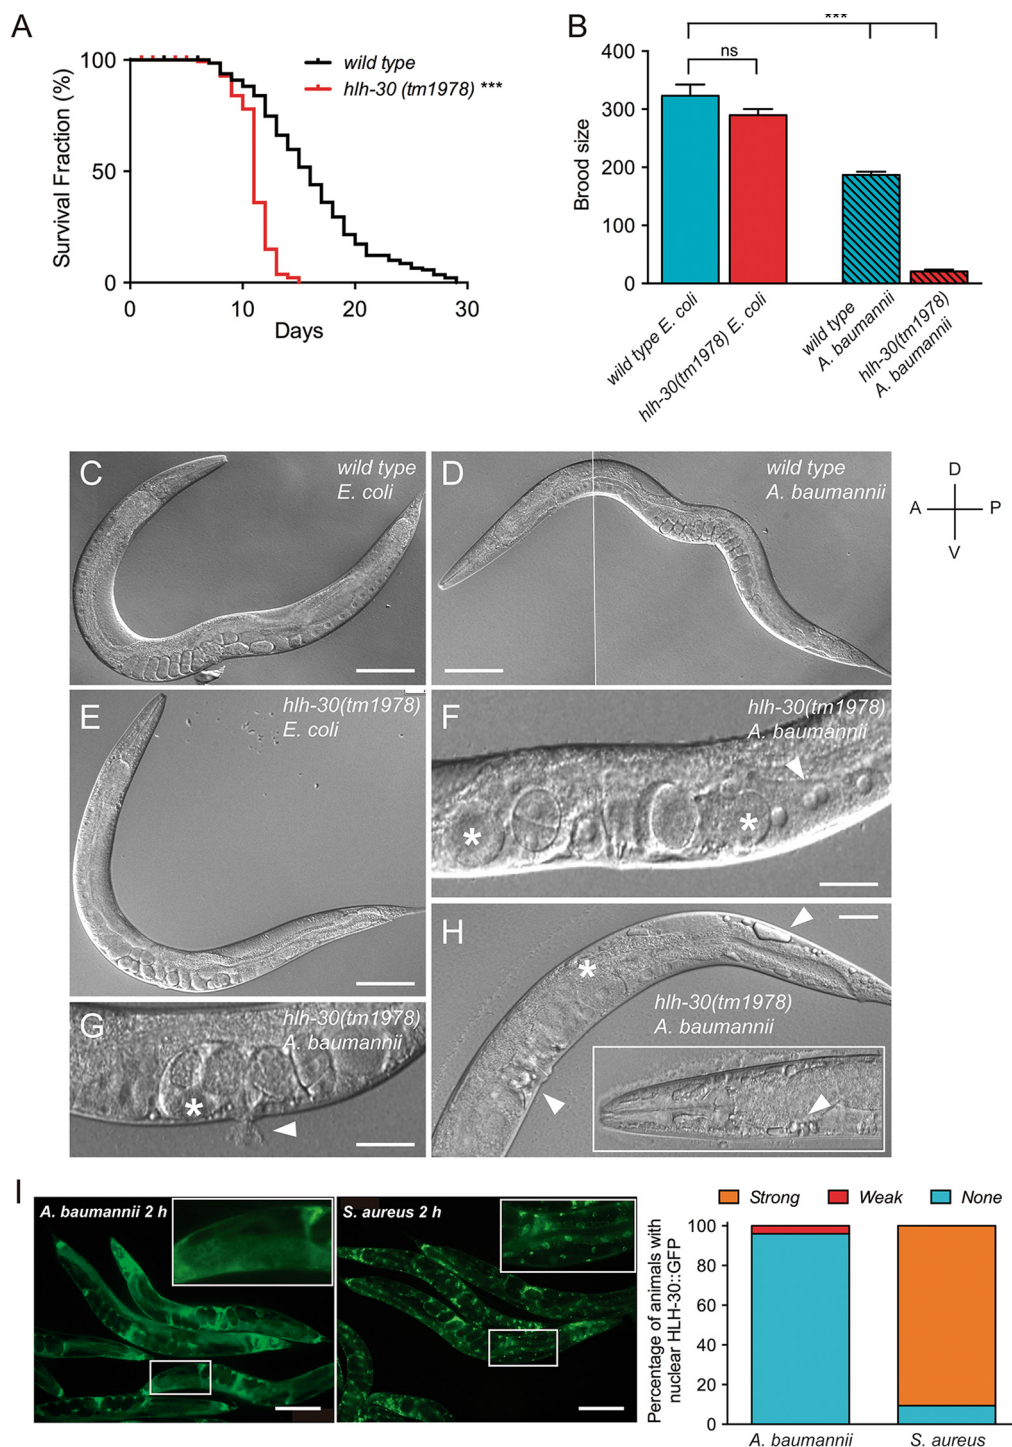 A
100
50
0
Survival Fraction (%)
0
10
20
30
Days
wild type
hlh-30 (tm1978) ***
B
***
ns
400
300
200
100
0
Brood size
wild type E. coli
hlh-30(tm1978) E. coli
wild type
A. baumannii
hlh-30(tm1978)
A. baumannii
C
wild type
E. coli
D
wild type
A. baumannii
D
A
P
V
E
hlh-30(tm1978)
E. coli
F
hlh-30(tm1978)
A. baumannii
*
*
G
hlh-30(tm1978)
A. baumannii
*
H
*
hlh-30(tm1978)
A. baumannii
I
A. baumannii 2 h
S. aureus 2 h
Strong
Weak
None
Percentage of animals with
nuclear HLH-30::GFP
100
80
60
40
20
0
A. baumannii
S. aureus